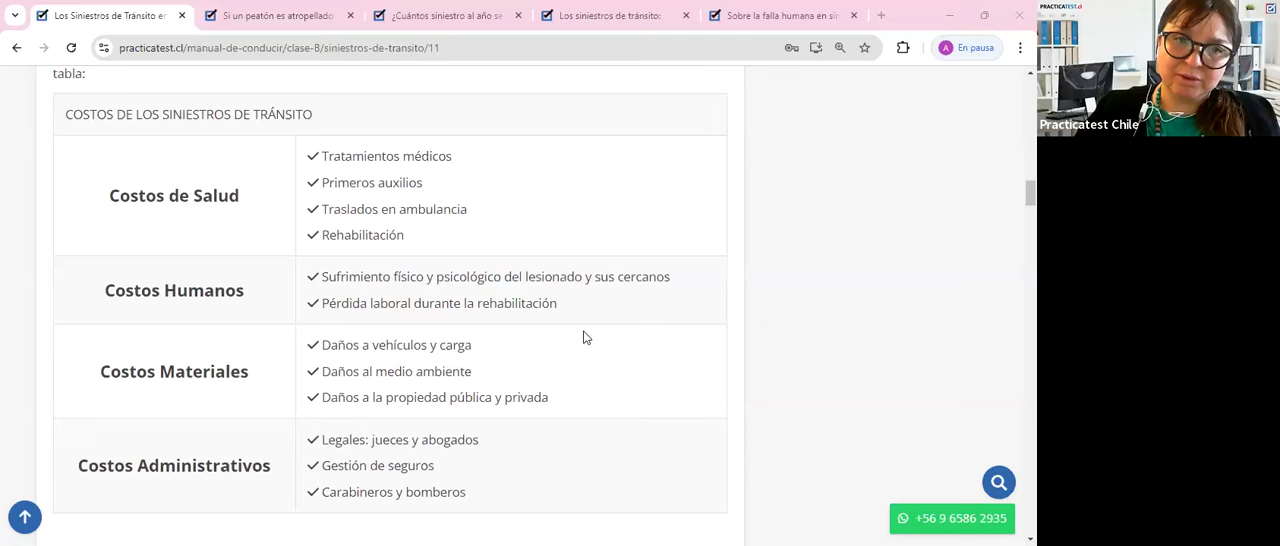 Los Siniestros de Tránsito en
Si un peatón es atropellado
¿Cuántos siniestro al año se
Los siniestros de tránsito:
Sobre la falla humana en sin
practicatest.cl/manual-de-conducir/clase-B/siniestros-de-transito/11
A
En pausa
PRACTICATEST.cl
Practicatest Chile
tabla:
COSTOS DE LOS SINIESTROS DE TRÁNSITO
Costos de Salud
Tratamientos médicos
Primeros auxilios
Traslados en ambulancia
Rehabilitación
Costos Humanos
Sufrimiento físico y psicológico del lesionado y sus cercanos
Pérdida laboral durante la rehabilitación
Costos Materiales
Daños a vehículos y carga
Daños al medio ambiente
Daños a la propiedad pública y privada
Costos Administrativos
Legales: jueces y abogados
Gestión de seguros
Carabineros y bomberos
+56 9 6586 2935